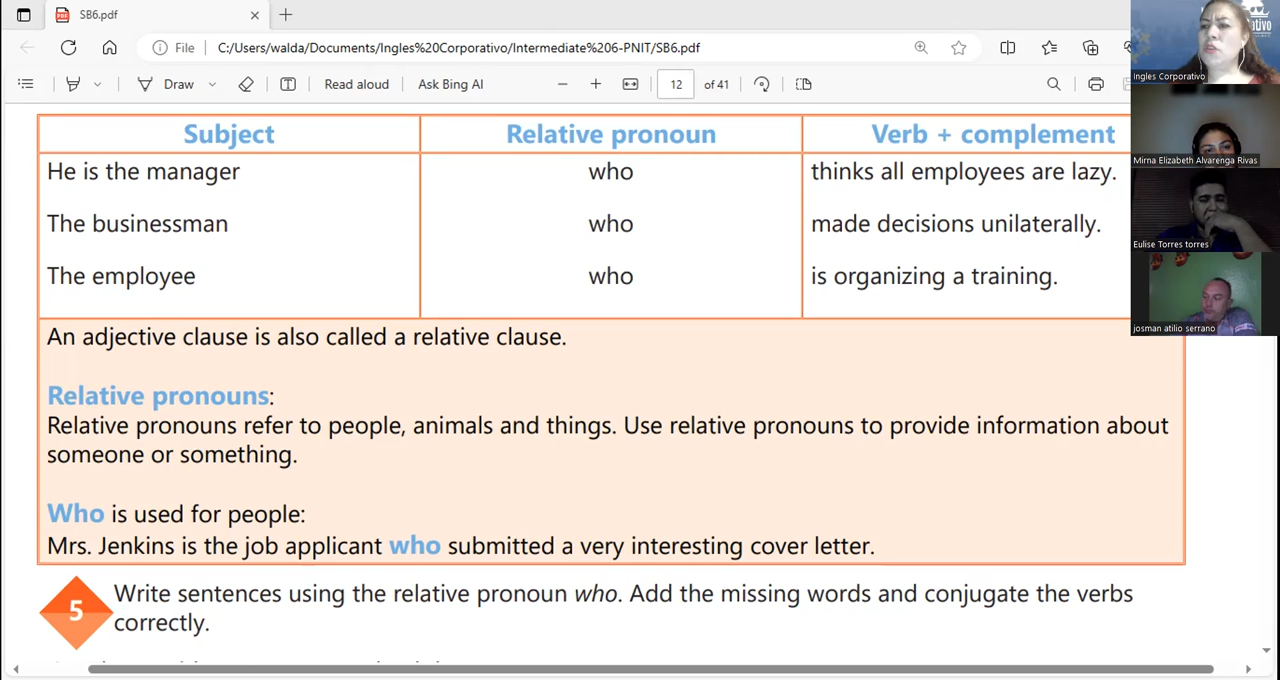 SB6.pdf
File C:/Users/walda/Documents/Ingles%20Corporativo/Intermediate%206-PNIT/SB6.pdf
Draw Read aloud Ask Bing AI 12 of 41
Ingles Corporativo
Mirna Elizabeth Alvarenga Rivas
Eulise Torres torres
josman atilio serrano
Subject Relative pronoun Verb + complement
He is the manager who thinks all employees are lazy.
The businessman who made decisions unilaterally.
The employee who is organizing a training.
An adjective clause is also called a relative clause.
Relative pronouns:
Relative pronouns refer to people, animals and things. Use relative pronouns to provide information about
someone or something.
Who is used for people:
Mrs. Jenkins is the job applicant who submitted a very interesting cover letter.
5 Write sentences using the relative pronoun who. Add the missing words and conjugate the verbs
correctly.